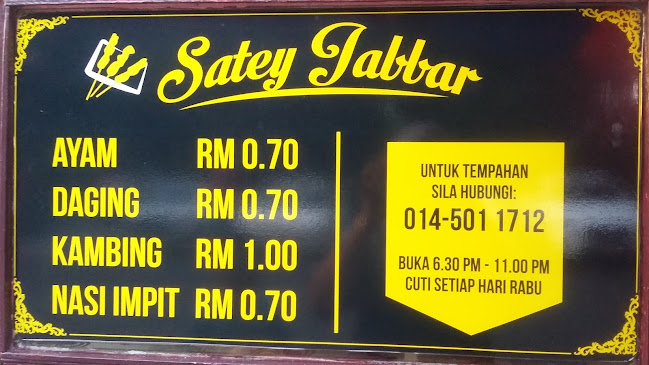 Satey Jabbar
AYAM RM 0.70
DAGING RM 0.70
KAMBING RM 1.00
NASI IMPIT RM 0.70
UNTUK TEMPAHAN
SILA HUBUNGI:
014-501 1712
BUKA 6.30 PM - 11.00 PM
CUTI SETIAP HARI RABU